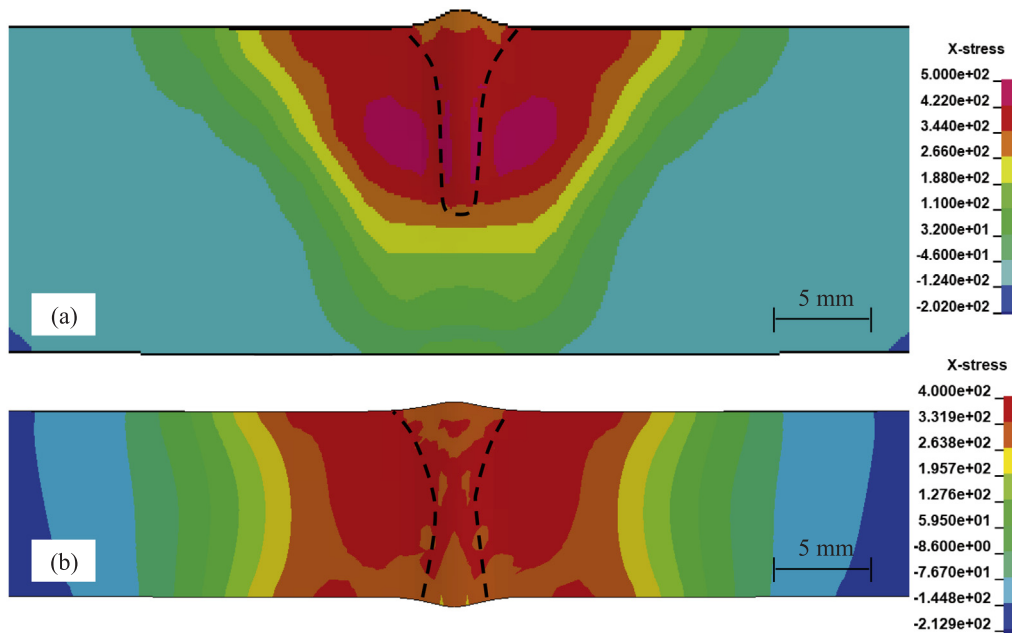 X-stress
5.000e+02
4.220e+02
3.440e+02
2.660e+02
1.880e+02
1.100e+02
3.200e+01
-4.600e+01
-1.240e+02
-2.020e+02
(a)
5 mm
X-stress
4.000e+02
3.319e+02
2.638e+02
1.957e+02
1.276e+02
5.950e+01
-8.600e+00
-7.670e+01
-1.448e+02
-2.129e+02
(b)
5 mm